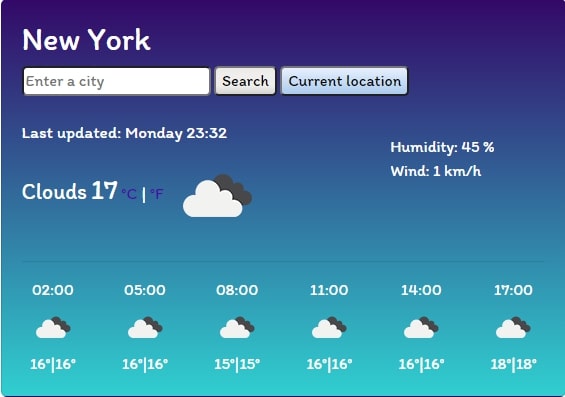 New York
Enter a city Search Current location
Last updated: Monday 23:32
Humidity: 45 %
Wind: 1 km/h
Clouds 17 °C | °F
02:00 05:00 08:00 11:00 14:00 17:00
16°|16° 16°|16° 15°|15° 16°|16° 16°|16° 18°|18°